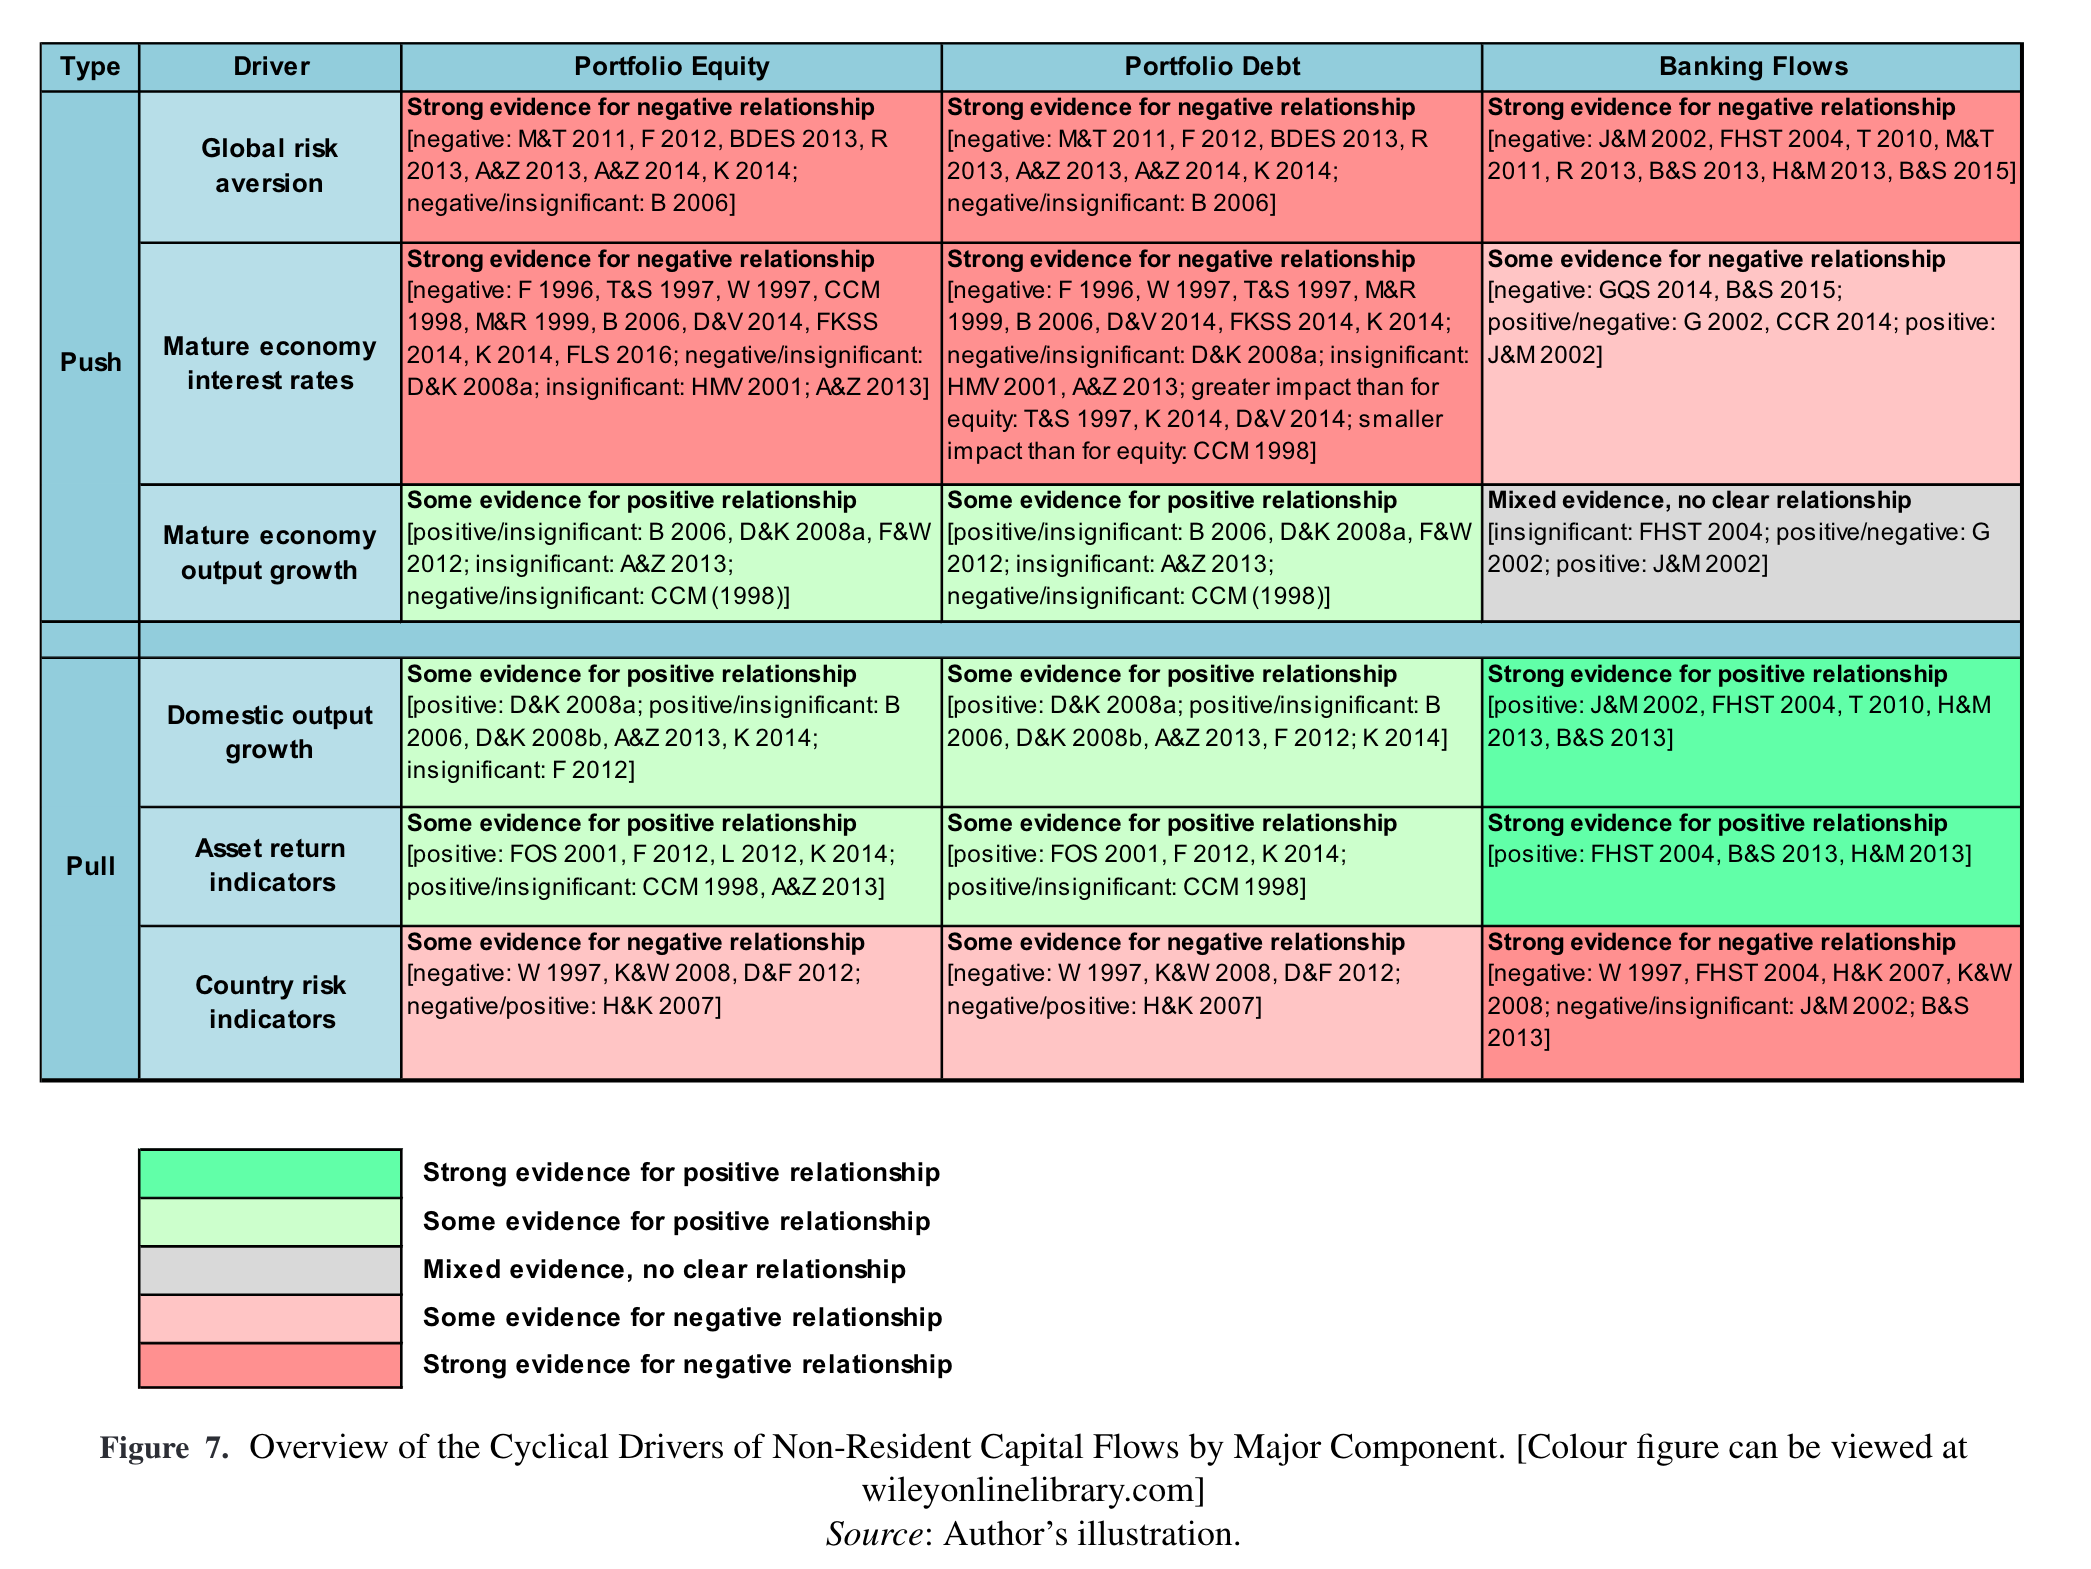 Type Driver Portfolio Equity Portfolio Debt Banking Flows
Push
Global risk
aversion
Strong evidence for negative relationship
[negative: M&T 2011, F 2012, BDES 2013, R
2013, A&Z 2013, A&Z 2014, K 2014;
negative/insignificant: B 2006]
Strong evidence for negative relationship
[negative: M&T 2011, F 2012, BDES 2013, R
2013, A&Z 2013, A&Z 2014, K 2014;
negative/insignificant: B 2006]
Strong evidence for negative relationship
[negative: J&M 2002, FHST 2004, T 2010, M&T
2011, R 2013, B&S 2013, H&M 2013, B&S 2015]
Mature economy
interest rates
Strong evidence for negative relationship
[negative: F 1996, T&S 1997, W 1997, CCM
1998, M&R 1999, B 2006, D&V 2014, FKSS
2014, K 2014, FLS 2016; negative/insignificant:
D&K 2008a; insignificant: HMV 2001; A&Z 2013]
Strong evidence for negative relationship
[negative: F 1996, W 1997, T&S 1997, M&R
1999, B 2006, D&V 2014, FKSS 2014, K 2014;
negative/insignificant: D&K 2008a; insignificant:
HMV 2001, A&Z 2013; greater impact than for
equity: T&S 1997, K 2014, D&V 2014; smaller
impact than for equity: CCM 1998]
Some evidence for negative relationship
[negative: GQS 2014, B&S 2015;
positive/negative: G 2002, CCR 2014; positive:
J&M 2002]
Mature economy
output growth
Some evidence for positive relationship
[positive/insignificant: B 2006, D&K 2008a, F&W
2012; insignificant: A&Z 2013;
negative/insignificant: CCM (1998)]
Some evidence for positive relationship
[positive/insignificant: B 2006, D&K 2008a, F&W
2012; insignificant: A&Z 2013;
negative/insignificant: CCM (1998)]
Mixed evidence, no clear relationship
[insignificant: FHST 2004; positive/negative: G
2002; positive: J&M 2002]
Pull
Domestic output
growth
Some evidence for positive relationship
[positive: D&K 2008a; positive/insignificant: B
2006, D&K 2008b, A&Z 2013, K 2014;
insignificant: F 2012]
Some evidence for positive relationship
[positive: D&K 2008a; positive/insignificant: B
2006, D&K 2008b, A&Z 2013, F 2012; K 2014]
Strong evidence for positive relationship
[positive: J&M 2002, FHST 2004, T 2010, H&M
2013, B&S 2013]
Asset return
indicators
Some evidence for positive relationship
[positive: FOS 2001, F 2012, L 2012, K 2014;
positive/insignificant: CCM 1998, A&Z 2013]
Some evidence for positive relationship
[positive: FOS 2001, F 2012, K 2014;
positive/insignificant: CCM 1998]
Strong evidence for positive relationship
[positive: FHST 2004, B&S 2013, H&M 2013]
Country risk
indicators
Some evidence for negative relationship
[negative: W 1997, K&W 2008, D&F 2012;
negative/positive: H&K 2007]
Some evidence for negative relationship
[negative: W 1997, K&W 2008, D&F 2012;
negative/positive: H&K 2007]
Strong evidence for negative relationship
[negative: W 1997, FHST 2004, H&K 2007, K&W
2008; negative/insignificant: J&M 2002; B&S
2013]
Strong evidence for positive relationship
Some evidence for positive relationship
Mixed evidence, no clear relationship
Some evidence for negative relationship
Strong evidence for negative relationship
Figure 7. Overview of the Cyclical Drivers of Non-Resident Capital Flows by Major Component. [Colour figure can be viewed at
wileyonlinelibrary.com]
Source: Author's illustration.